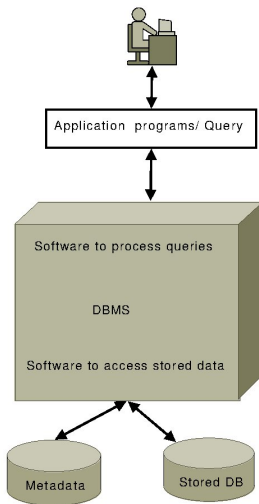 Application programs/ Query
Software to process queries
DBMS
Software to access stored data
Metadata
Stored DB